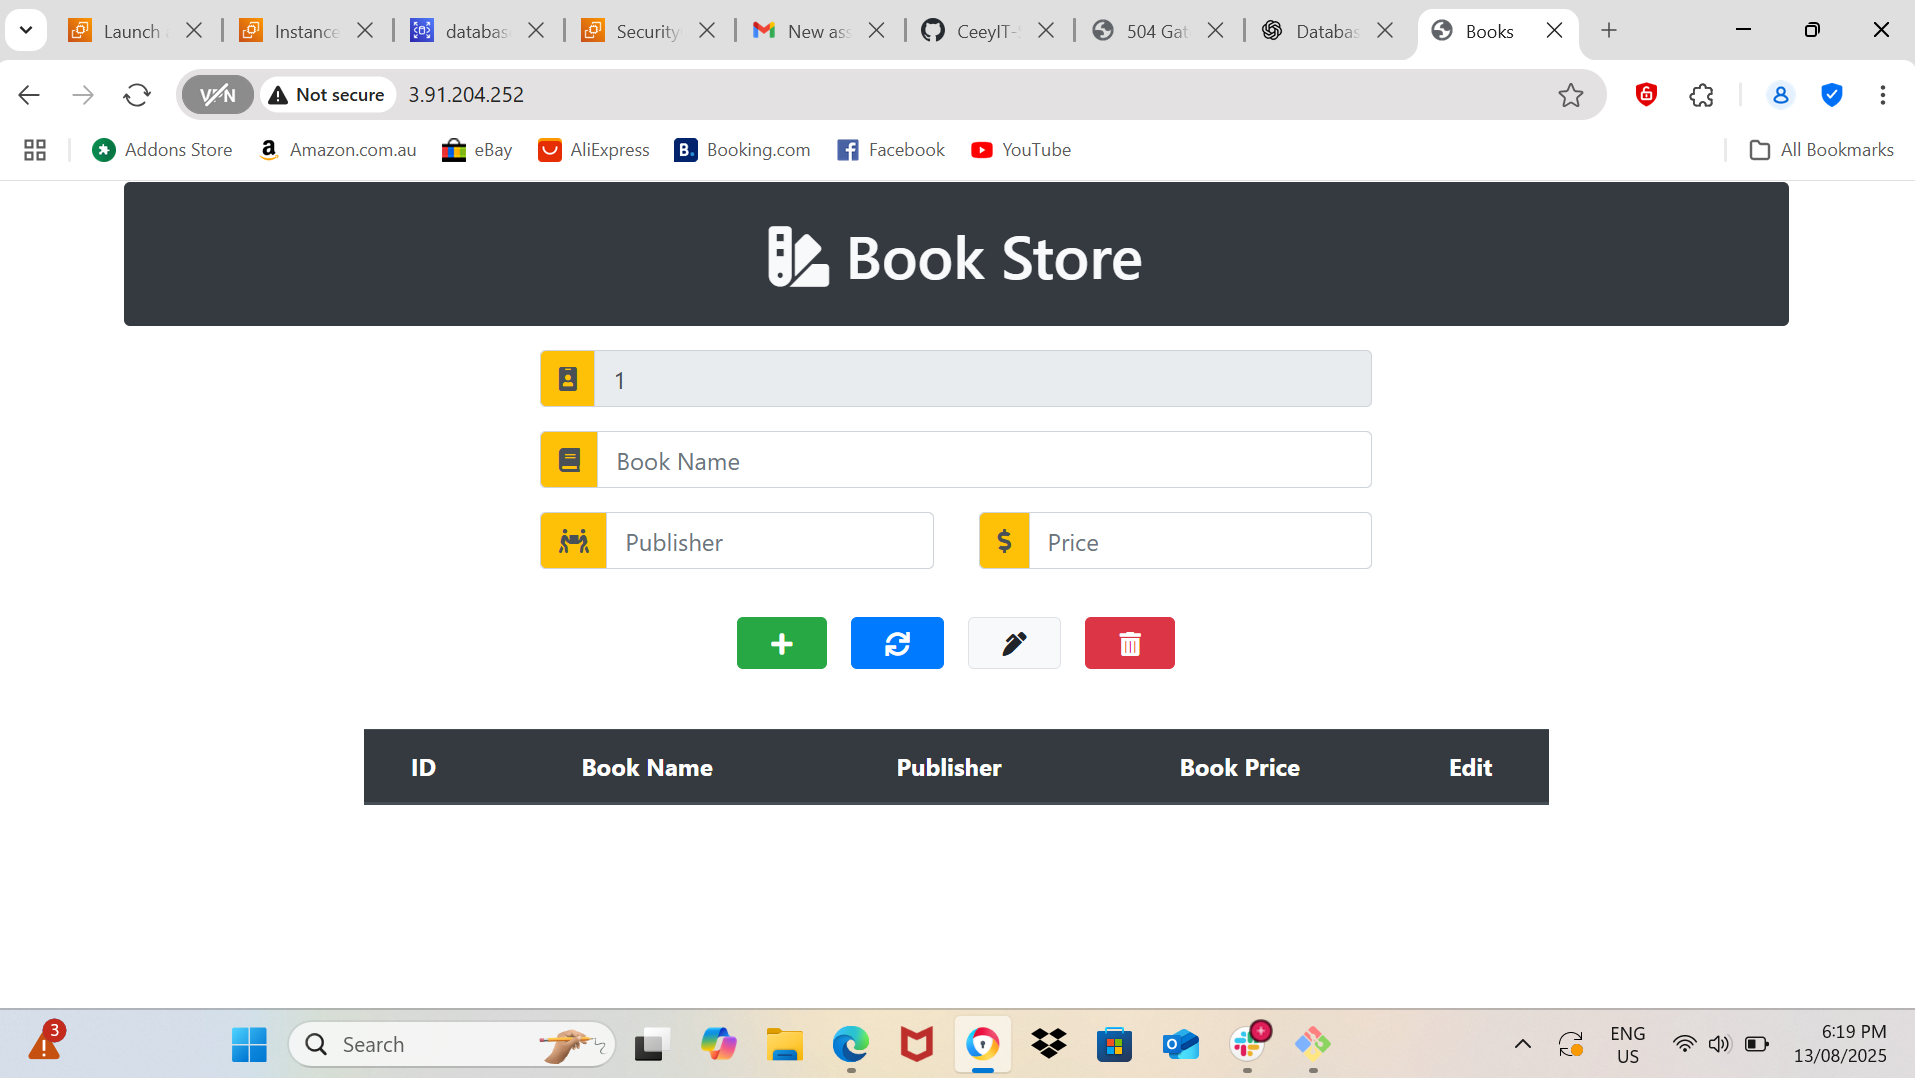 Launch
Instance
databas
Security
New ass
CeeyIT-S
504 Gat
Databas
Books
VPN
Not secure
3.91.204.252
Addons Store
Amazon.com.au
eBay
AliExpress
B.
Booking.com
Facebook
YouTube
All Bookmarks
Book Store
1
Book Name
Publisher
Price
ID
Book Name
Publisher
Book Price
Edit
3
Search
ENG
US
6:19 PM
13/08/2025